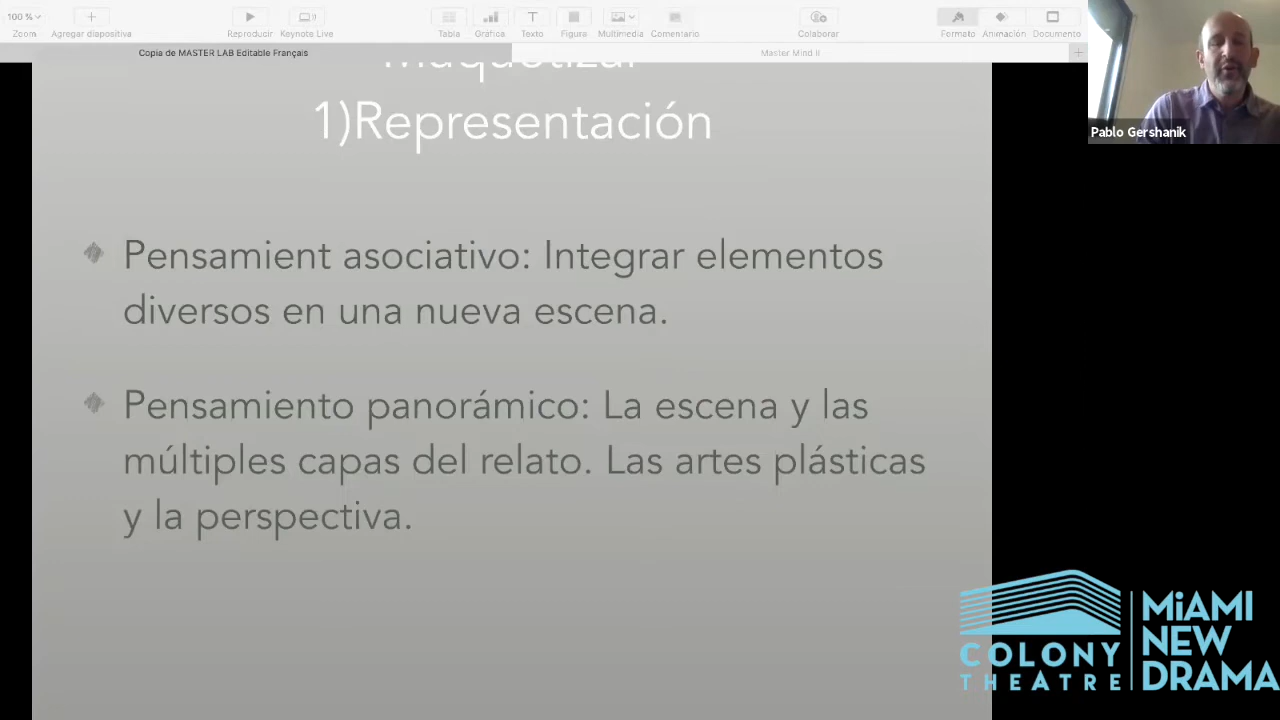 100 %
Zoom
Agregar diapositiva
Reproducir
Keynote Live
Tabla
Gráfica
Texto
Figura
Multimedia
Comentario
Colaborar
Formato
Animación
Documento
Copia de MASTER LAB Editable Français
Master Mind II
Pablo Gershanik
1)Representación
Pensamient asociativo: Integrar elementos
diversos en una nueva escena.
Pensamiento panorámico: La escena y las
múltiples capas del relato. Las artes plásticas
y la perspectiva.
COLONY
THEATRE
MiAMI
NEW
DRAMA